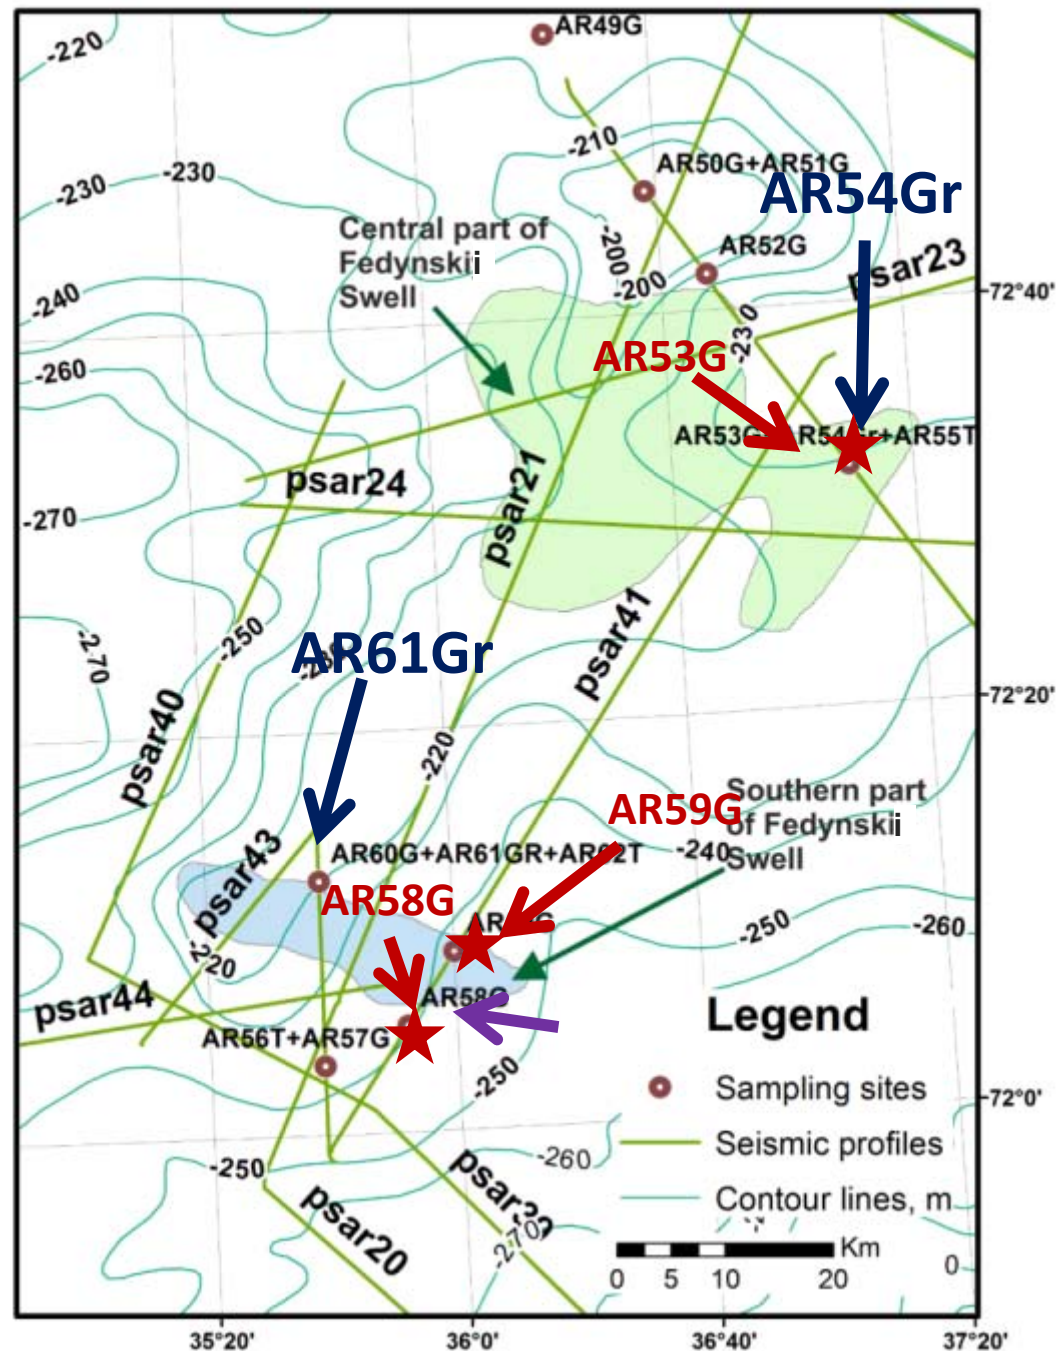 AR49G
-220
-210
AR50G+AR51G
-230
-230
AR54Gr
Central part of
Fedynskii
Swell
-200
-200
AR52G
psar23
-240
72°40'
-230
-260
AR53G
psar24
psar21
-270
psar41
-250
-270
AR61Gr
72°20'
psar40
-220
Southern part
of Fedynskii
Swell
AR59G
-240
psar43
AR60G+AR61GR+
AR58G
-250
-260
psar44
AR58G
Legend
AR56T+AR57G
-250
Sampling sites
72°0'
Seismic profiles
-250
-260
Contour lines, m
psar20
-270
Km
0 5 10 20
0
35°20' 36°0' 36°40' 37°20'